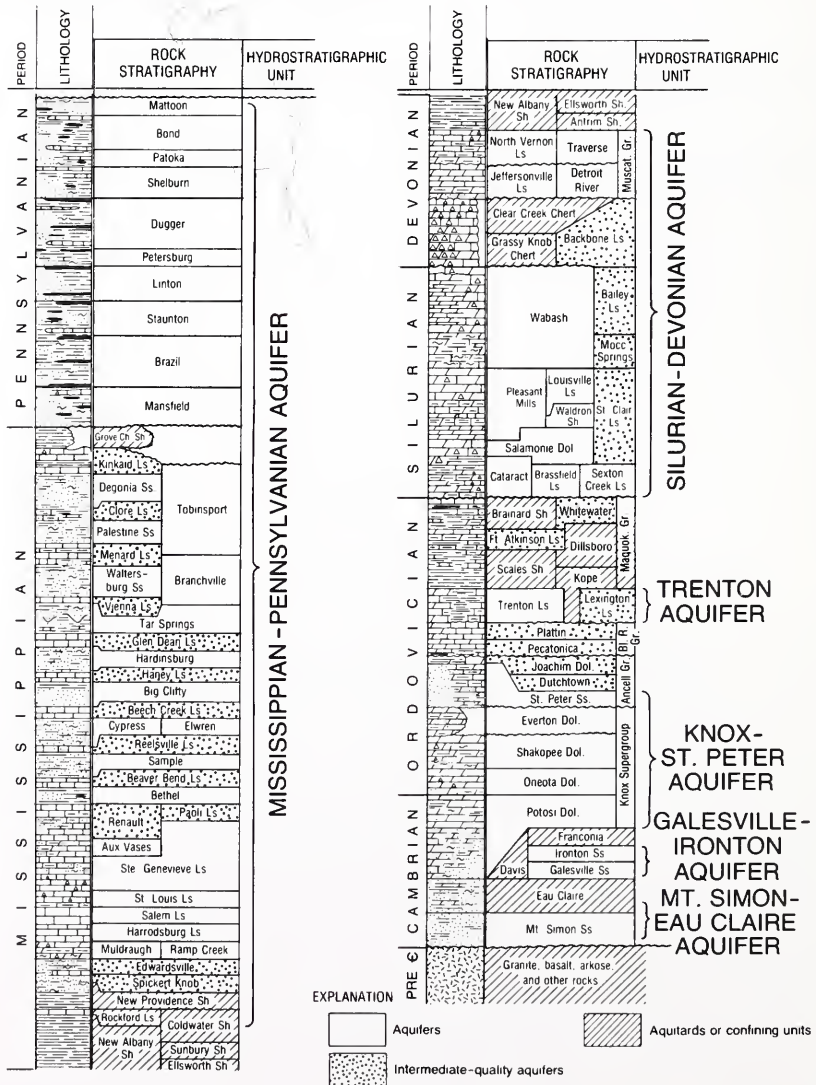 PERIOD
LITHOLOGY
ROCK STRATIGRAPHY
HYDROSTRATIGRAPHIC UNIT
PENNSYLVANIAN
Mattoon
Bond
Patoka
Shelburn
Dugger
Petersburg
Linton
Staunton
Brazil
Mansfield
MISSISSIPPIAN
Grove Ch Sh
Kinkaid Ls
Degonia Ss
Clore Ls
Tobinsport
Palestine Ss
Menard Ls
Walters-
burg Ss
Branchville
Vienna Ls
Tar Springs
Glen Dean Ls
Hardinsburg
Haney Ls
Big Clifty
Beech Creek Ls
Cypress Elwren
Reelsville Ls
Sample
Beaver Bend Ls
Bethel
Paoli Ls
Renault
Aux Vases
Ste Genevieve Ls
St Louis Ls
Salem Ls
Harrodsburg Ls
Muldraugh Ramp Creek
Edwardsville
Spickert Knob
New Providence Sh
Rockford Ls
Coldwater Sh
New Albany
Sh
Sunbury Sh
Ellsworth Sh
MISSISSIPPIAN-PENNSYLVANIAN AQUIFER
PERIOD
LITHOLOGY
ROCK
STRATIGRAPHY
HYDROSTRATIGRAPHIC
UNIT
DEVONIAN
New Albany
Sh
Ellsworth Sh.
Antrim Sh.
North Vernon
Ls
Traverse
Jeffersonville
Ls
Detroit
River
Muscat. Gr.
Clear Creek Chert
Grassy Knob
Chert
Backbone Ls
SILURIAN
Wabash
Bailey
Ls
Mocc
Springs
Pleasant
Mills
Louisville
Ls
Waldron
Sh
St Clair
Ls
Salamonie Dol
Cataract
Brassfield
Ls
Sexton
Creek Ls
SILURIAN-DEVONIAN AQUIFER
ORDOVICIAN
Brainard Sh
Whitewater
Ft Atkinson Ls
Dillsboro
Scales Sh
Kope
Maquok. Gr
Trenton Ls
Lexington
Ls
TRENTON
AQUIFER
Plattin
Pecatonica
Bl. R.
Gr.
Joachim Dol.
Dutchtown
St. Peter Ss.
Ancell Gr.
Everton Dol.
Shakopee Dol.
Oneota Dol.
Knox Supergroup
KNOX-
ST. PETER
AQUIFER
CAMBRIAN
Potosi Dol.
Franconia
Ironton Ss
Davis
Galesville Ss
GALESVILLE-
IRONTON
AQUIFER
Eau Claire
Mt Simon Ss
MT. SIMON-
EAU CLAIRE
AQUIFER
PRE Є
Granite, basalt, arkose,
and other rocks
EXPLANATION
Aquifers
Aquitards or confining units
Intermediate-quality aquifers